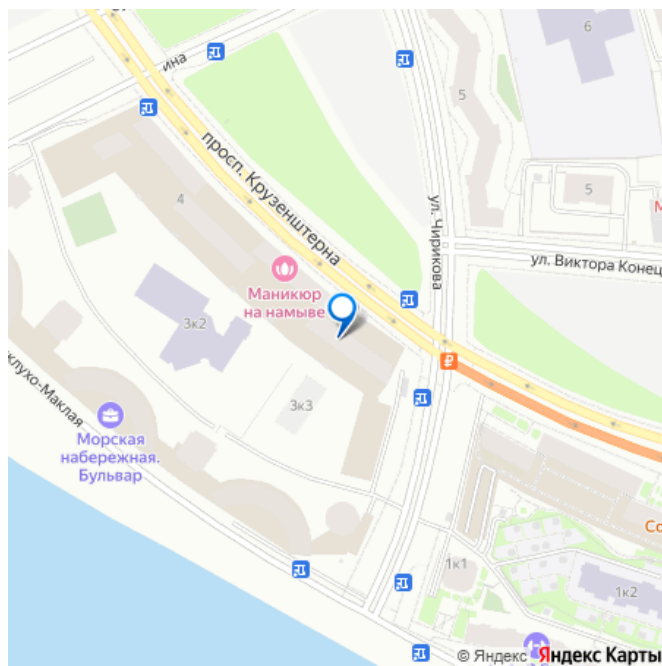 6
ина
5
просп. Крузенштерна
4
5
ул. Чирикова
ул. Виктора Конец
Маникюр
на намыве
3к2
клухо-Маклая
3к3
Морская
набережная.
Бульвар
Со
1к1
1к2
© Яндекс Яндекс Карты